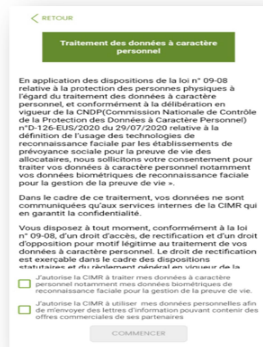 RETOUR
Traitement des données à caractère
personnel
En application des dispositions de la loi n° 09-08
relative à la protection des personnes physiques à
l'égard du traitement des données à caractère
personnel, et conformément à la délibération en
vigueur de la CNDP(Commission Nationale de Contrôle
de la Protection des Données à Caractère Personnel)
n°D-126-EUS/2020 du 29/07/2020 relative à la
définition de l'usage des technologies de
reconnaissance faciale par les établissements de
prévoyance sociale pour la preuve de vie des
allocataires, nous sollicitons votre consentement pour
traiter vos données à caractère personnel notamment
vos données biométriques de reconnaissance faciale
pour la gestion de la preuve de vie ».
Dans le cadre de ce traitement, vos données ne sont
communiquées qu'aux services internes de la CIMR qui
en garantit la confidentialité.
Vous disposez à tout moment, conformément à la loi
n° 09-08, d'un droit d'accès, de rectification et d'un droit
d'opposition pour motif légitime au traitement de vos
données à caractère personnel. Le droit de rectification
est exerçable dans le cadre des dispositions
statutaires et du règlement général en vigueur de la
J'autorise la CIMR à traiter mes données à caractère
personnel notamment mes données biométriques de
reconnaissance faciale pour la gestion de la preuve de vie.
J'autorise la CIMR à utiliser mes données personnelles afin
de m'envoyer des lettres d'information pouvant contenir des
offres commerciales de ses partenaires
COMMENCER